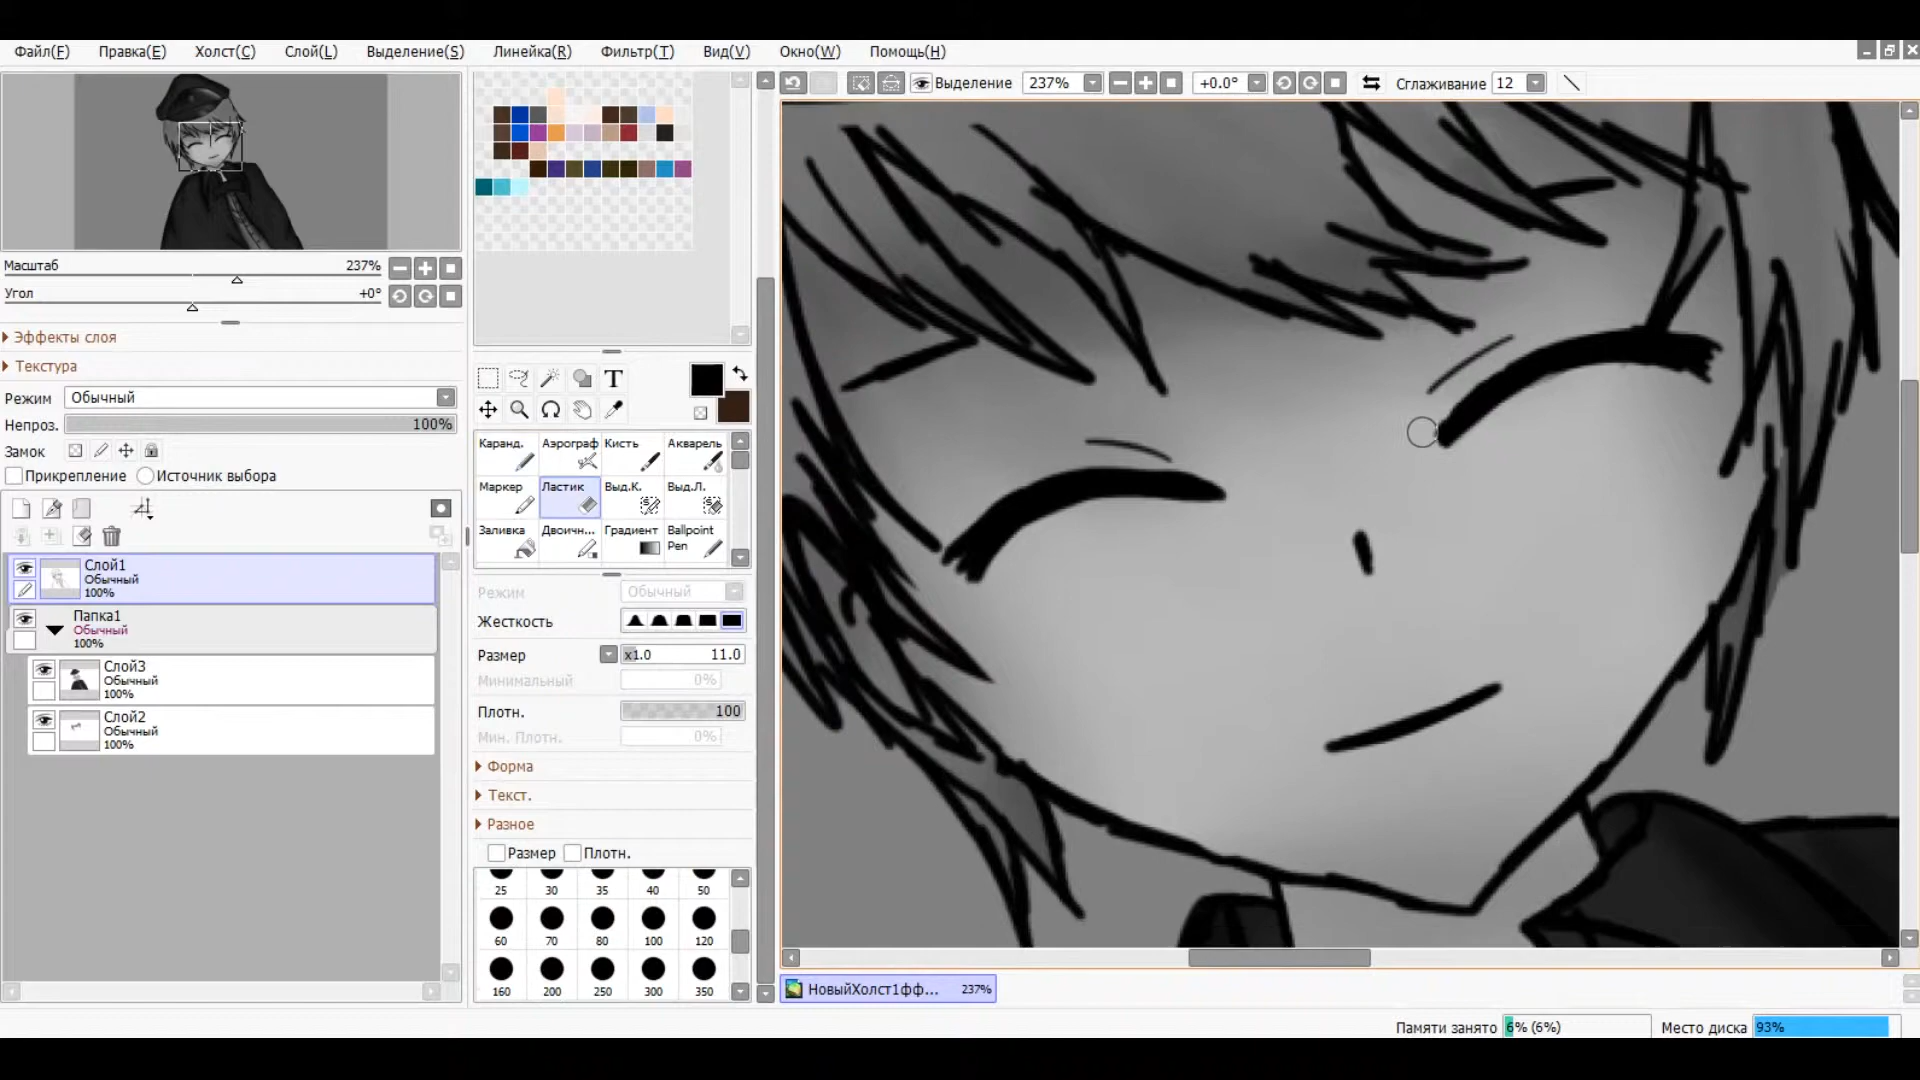 Файл(F) Правка(E) Холст(C) Слой(L) Выделение(S) Линейка(R) Фильтр(T) Вид(V) Окно(W) Помощь(H)
Выделение 237% +0.0° Сглаживание 12
Масштаб 237%
Угол +0°
Эффекты слоя
Текстура
Режим Обычный
Непроз. 100%
Замок
Прикрепление Источник выбора
Слой1
Обычный
100%
Папка1
Обычный
100%
Слой3
Обычный
100%
Слой2
Обычный
100%
T
Каранд. Аэрограф Кисть Акварель
Маркер Ластик Выд.К. Выд.Л.
Заливка Двоичн... Градиент Ballpoint
Pen
Режим Обычный
Жесткость
Размер x1.0 11.0
Минимальный 0%
Плотн. 100
Мин. Плотн. 0%
Форма
Текст.
Разное
Размер Плотн.
25 30 35 40 50
60 70 80 100 120
160 200 250 300 350
НовыйХолст1фф... 237%
Памяти занято 6% (6%) Место диска 93%